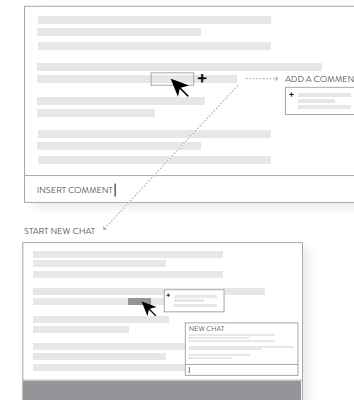 ADD A COMMEN
INSERT COMMENT
START NEW CHAT
NEW CHAT